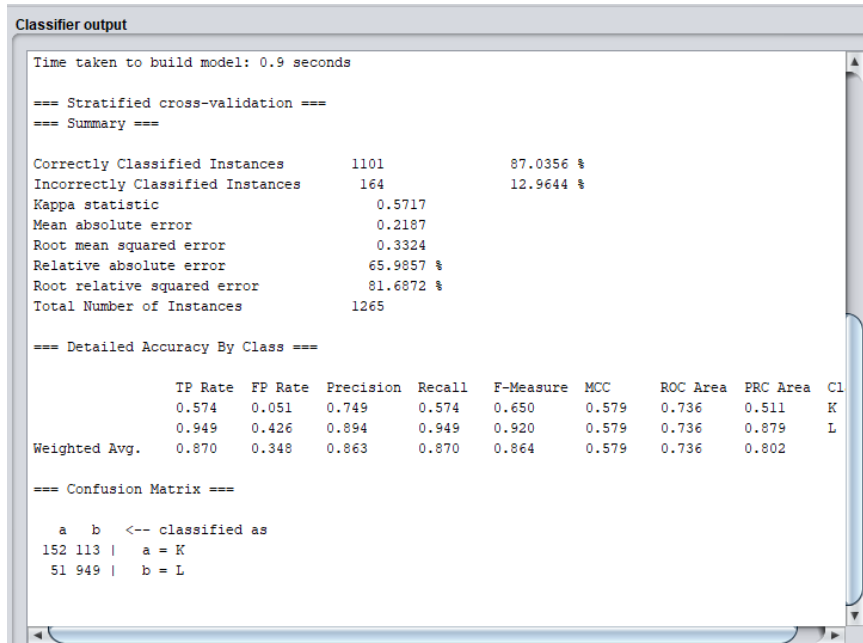 Classifier output
Time taken to build model: 0.9 seconds
=== Stratified cross-validation ===
=== Summary ===
Correctly Classified Instances 1101 87.0356 %
Incorrectly Classified Instances 164 12.9644 %
Kappa statistic 0.5717
Mean absolute error 0.2187
Root mean squared error 0.3324
Relative absolute error 65.9857 %
Root relative squared error 81.6872 %
Total Number of Instances 1265
=== Detailed Accuracy By Class ===
TP Rate FP Rate Precision Recall F-Measure MCC ROC Area PRC Area Cl
0.574 0.051 0.749 0.574 0.650 0.579 0.736 0.511 K
0.949 0.426 0.894 0.949 0.920 0.579 0.736 0.879 L
Weighted Avg. 0.870 0.348 0.863 0.870 0.864 0.579 0.736 0.802
=== Confusion Matrix ===
a b <-- classified as
152 113 | a = K
51 949 | b = L